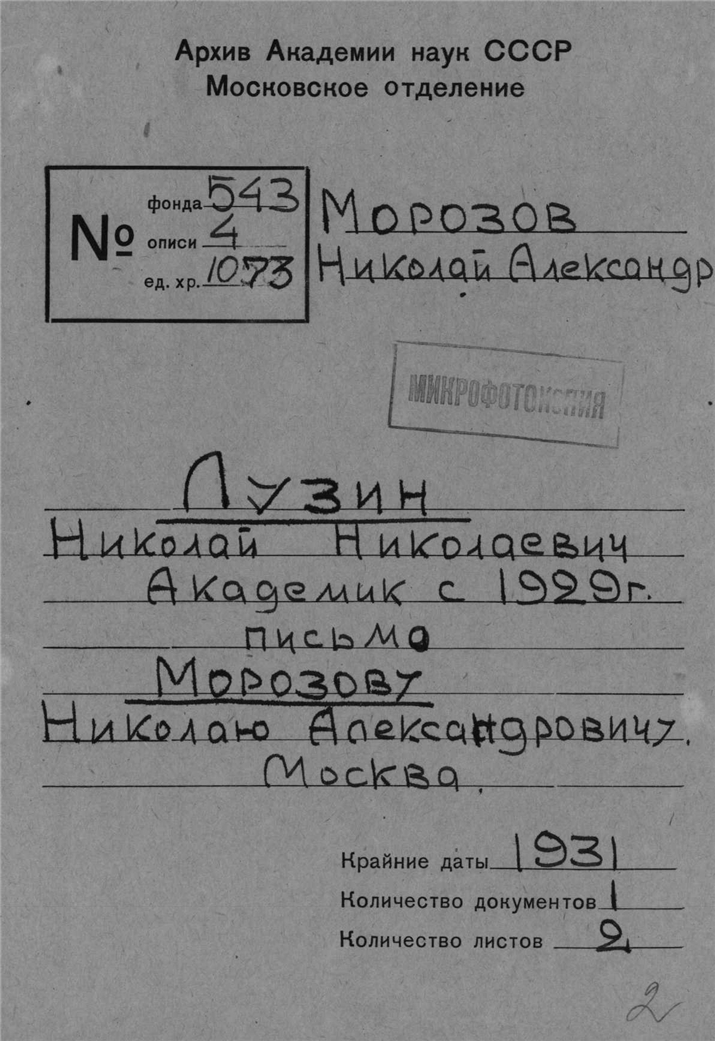 Архив Академии наук СССР
Московское отделение
№
фонда 543
описи 4
ед. хр. 1073
Морозов
Николай Александр
МИКРОФОТОКОПИЯ
Лузин
Николай Николаевич
Академик с 1929г.
письмо
Морозову
Николаю Александровичу.
Москва.
Крайние даты 1931
Количество документов 1
Количество листов 2
2